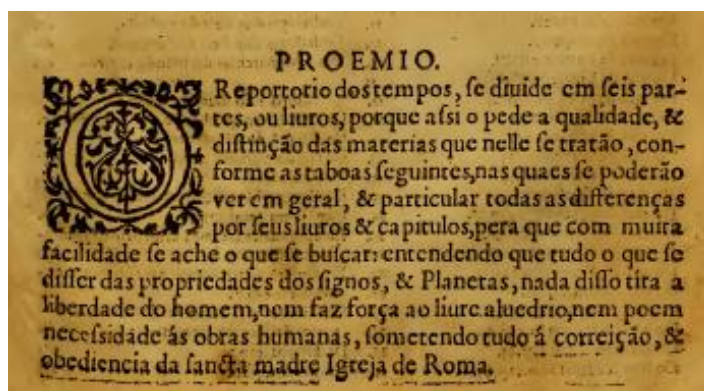 PROEMIO.
O Reportorio dos tempos, ſe diuide em ſeis par-
tes, ou liuros, porque aſsi o pede a qualidade, &
diſtinção das materias que nelle ſe tratão, con-
forme as taboas ſeguintes, nas quaes ſe poderão
ver em geral, & particular todas as differenças
por ſeus liuros & capitulos, pera que com muita
facilidade ſe ache o que ſe buſcar: entendendo que tudo o que ſe
diſſer das propriedades dos ſignos, & Planetas, nada diſſo tira a
liberdade do homem, nem faz força ao liure aluedrio, nem poem
neceſsidade ás obras humanas, ſometendo tudo á correição, &
obediencia da ſancta madre Igreja de Roma.